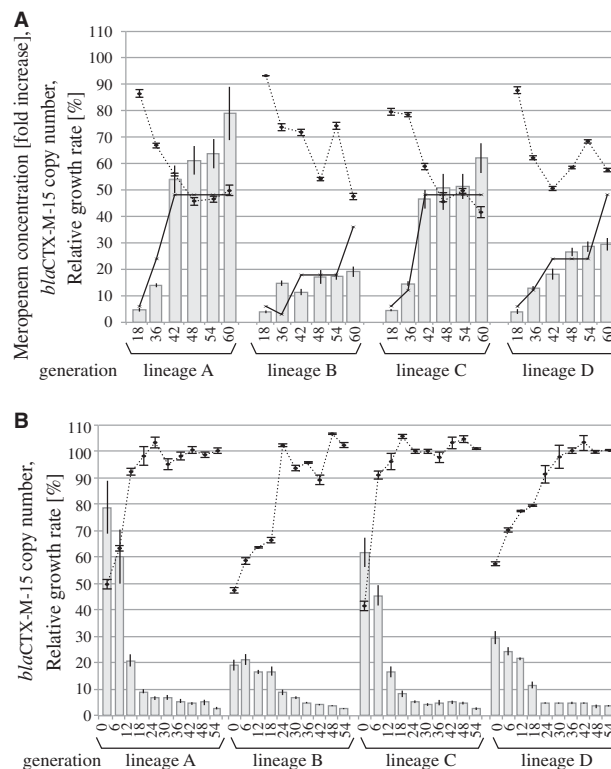 A
Meropenem concentration [fold increase],
blaCTX-M-15 copy number,
Relative growth rate [%]
110
100
90
80
70
60
50
40
30
20
10
0
18 36 42 48 54 60 18 36 42 48 54 60 18 36 42 48 54 60 18 36 42 48 54 60
generation lineage A lineage B lineage C lineage D
B
blaCTX-M-15 copy number,
Relative growth rate [%]
110
100
90
80
70
60
50
40
30
20
10
0
0 6 12 18 24 30 36 42 48 54 0 6 12 18 24 30 36 42 48 54 0 6 12 18 24 30 36 42 48 54 0 6 12 18 24 30 36 42 48 54
generation lineage A lineage B lineage C lineage D